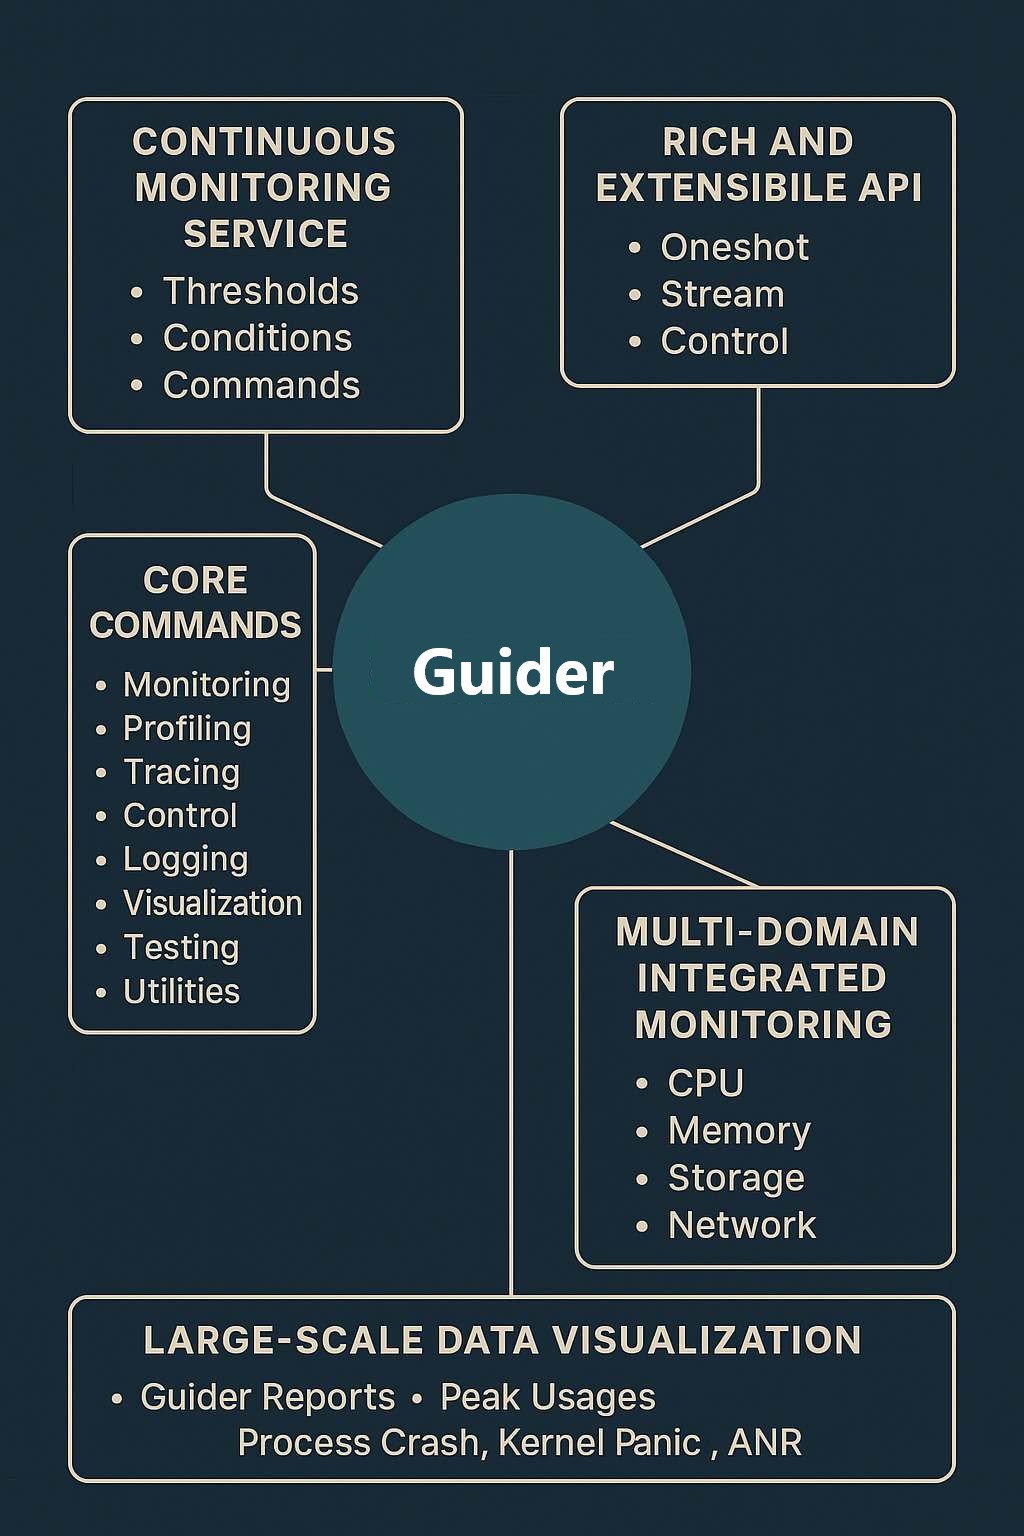 CONTINUOUS
MONITORING
SERVICE
• Thresholds
• Conditions
• Commands
RICH AND
EXTENSIBILE API
• Oneshot
• Stream
• Control
Guider
CORE
COMMANDS
• Monitoring
• Profiling
• Tracing
• Control
• Logging
• Visualization
• Testing
• Utilities
MULTI-DOMAIN
INTEGRATED
MONITORING
• CPU
• Memory
• Storage
• Network
LARGE-SCALE DATA VISUALIZATION
• Guider Reports • Peak Usages
Process Crash, Kernel Panic , ANR